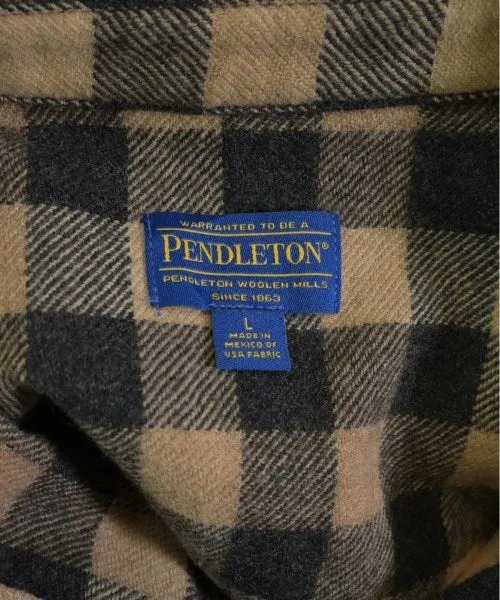 WARRANTED TO BE A
PENDLETON®
PENDLETON WOOLEN MILLS
SINCE 1863
L
MADE IN
MEXICO OF
USA FABRIC